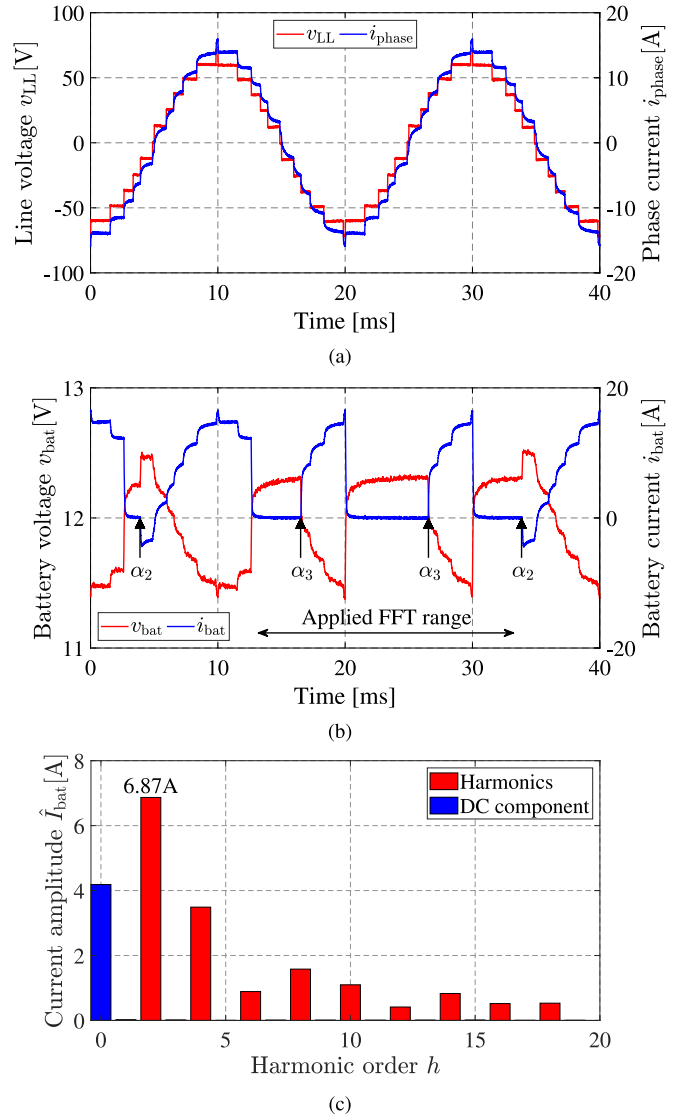 v_LL i_phase
100
50
0
-50
-100
20
10
0
-10
-20
Line voltage v_LL[V]
Phase current i_phase[A]
0 10 20 30 40
Time [ms]
(a)
13
12
11
20
10
0
-10
-20
Battery voltage v_bat[V]
Battery current i_bat[A]
α₂ α₃ α₃ α₂
Applied FFT range
v_bat i_bat
0 10 20 30 40
Time [ms]
(b)
8
6
4
2
0
Current amplitude Î_bat[A]
6.87A
Harmonics
DC component
0 5 10 15 20
Harmonic order h
(c)